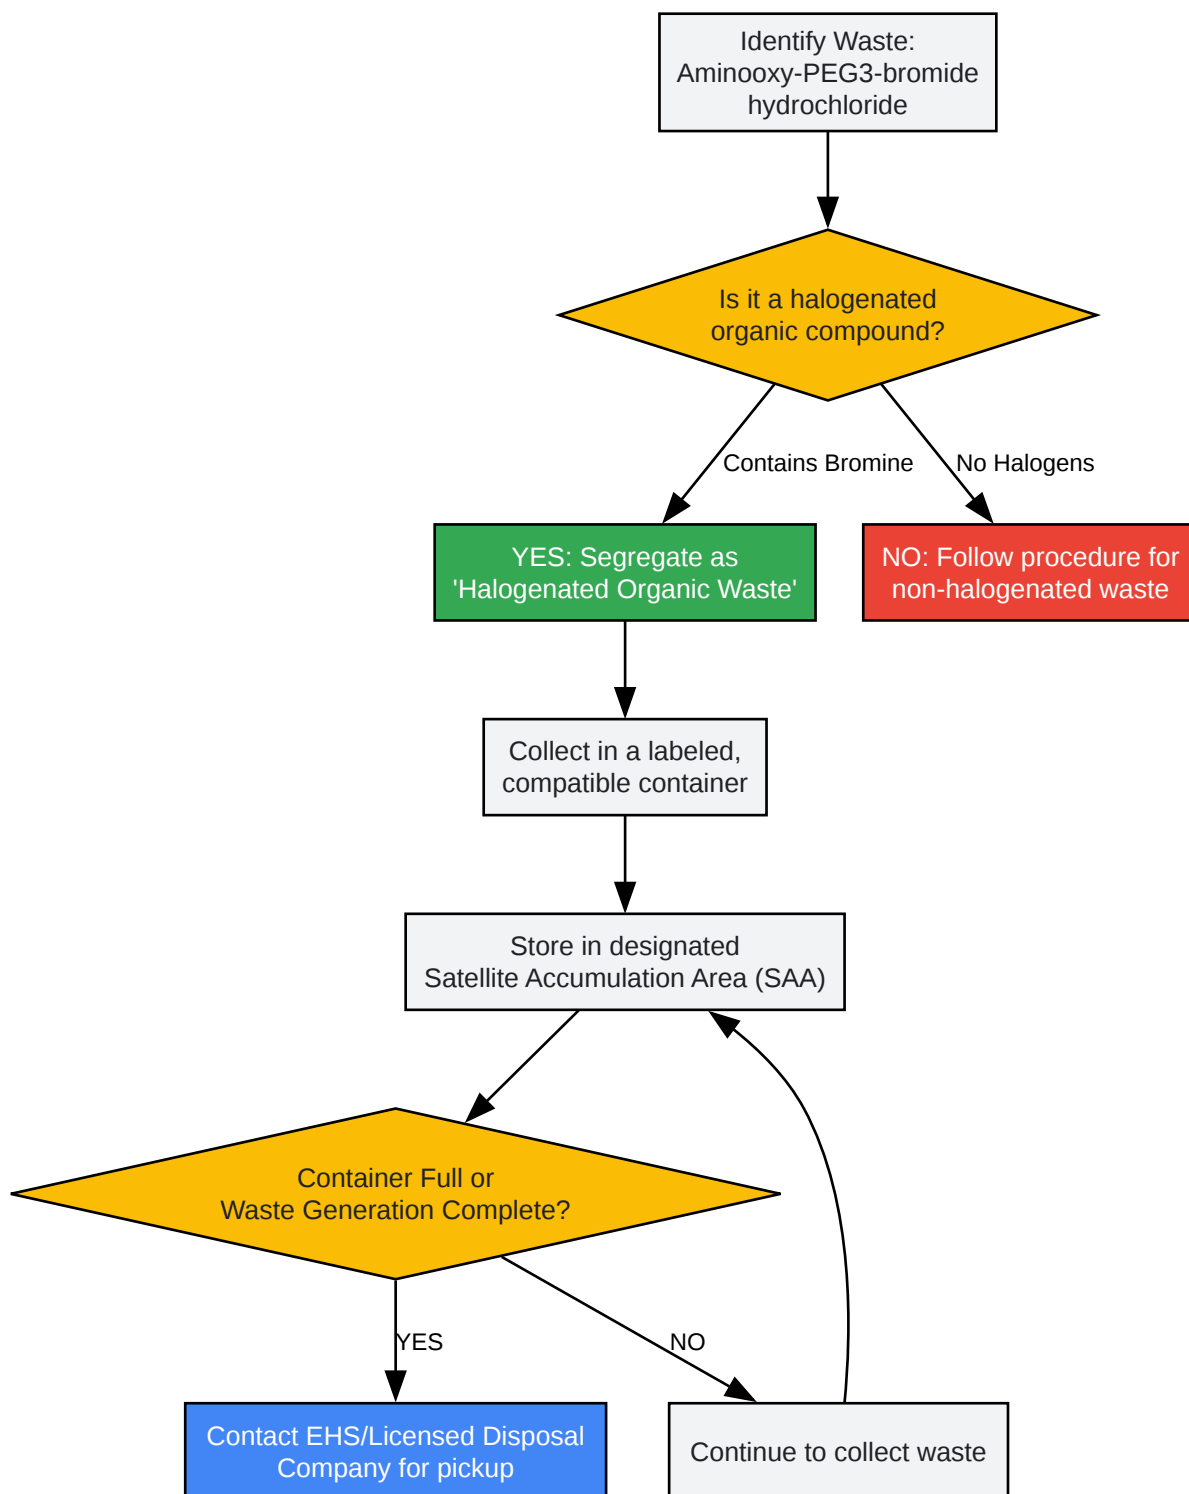 Identify Waste:
Aminooxy-PEG3-bromide
hydrochloride
Is it a halogenated
organic compound?
Contains Bromine
No Halogens
YES: Segregate as
'Halogenated Organic Waste'
NO: Follow procedure for
non-halogenated waste
Collect in a labeled,
compatible container
Store in designated
Satellite Accumulation Area (SAA)
Container Full or
Waste Generation Complete?
YES
NO
Contact EHS/Licensed Disposal
Company for pickup
Continue to collect waste